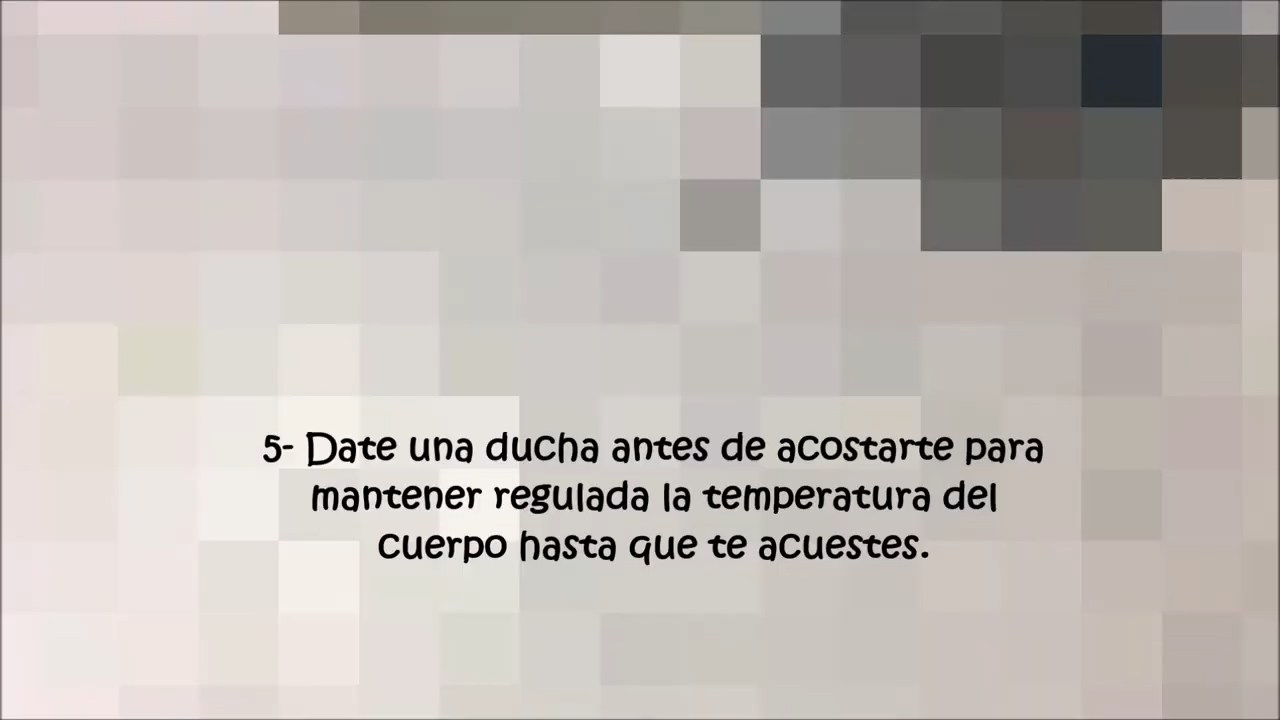 5- Date una ducha antes de acostarte para
mantener regulada la temperatura del
cuerpo hasta que te acuestes.